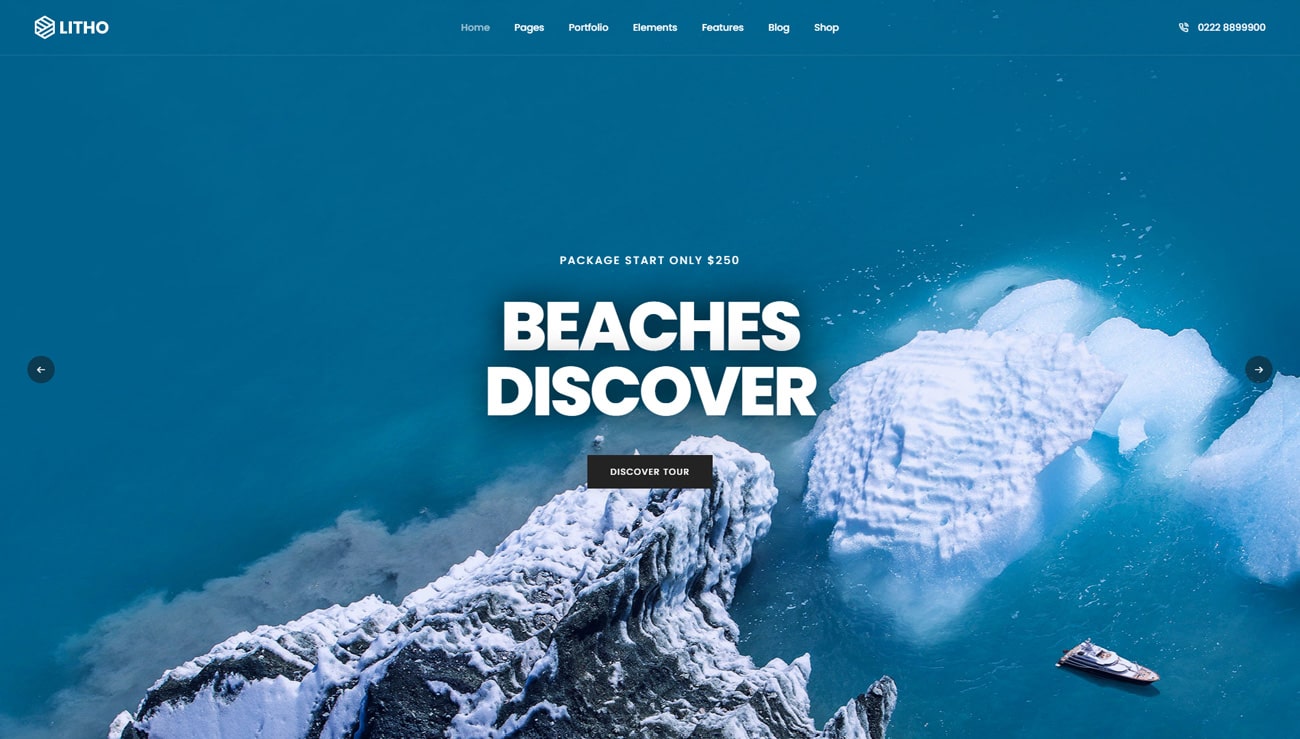 LITHO
Home Pages Portfolio Elements Features Blog Shop
0222 8899900
PACKAGE START ONLY $250
BEACHES
DISCOVER
DISCOVER TOUR